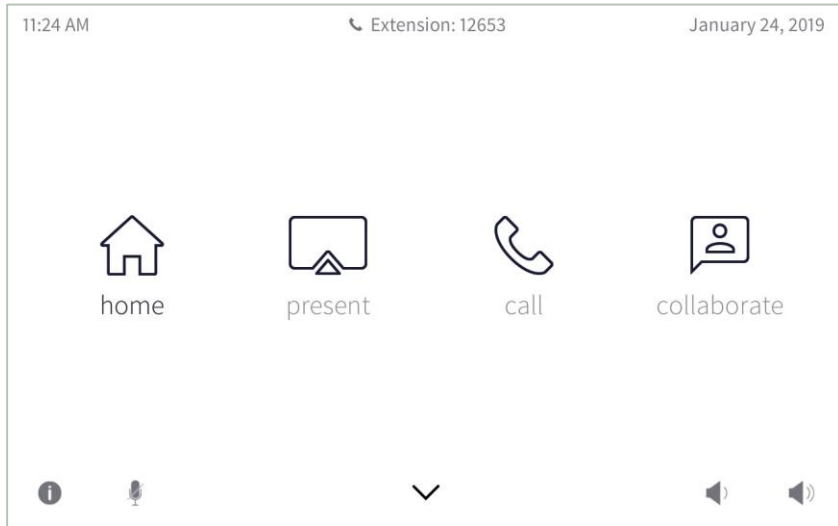 11:24 AM Extension: 12653 January 24, 2019
home present call collaborate